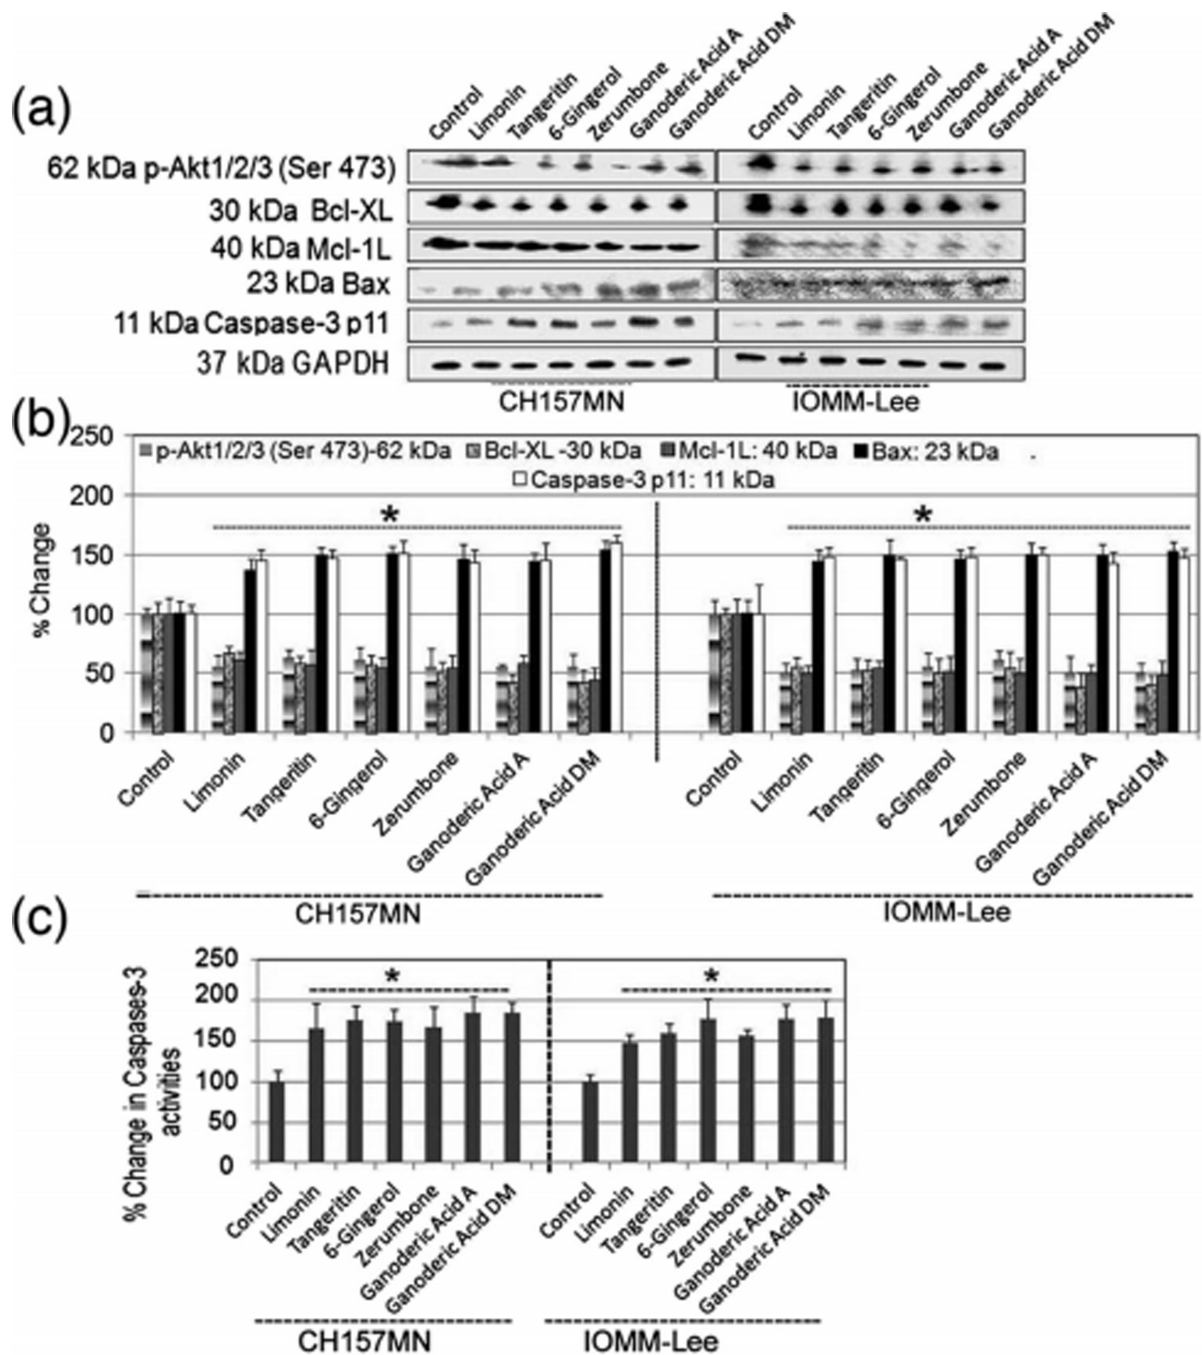 (a)
Control Limonin Tangeritin 6-Gingerol Zerumbone Ganoderic Acid A Ganoderic Acid DM Control Limonin Tangeritin 6-Gingerol Zerumbone Ganoderic Acid A Ganoderic Acid DM
62 kDa p-Akt1/2/3 (Ser 473)
30 kDa Bcl-XL
40 kDa Mcl-1L
23 kDa Bax
11 kDa Caspase-3 p11
37 kDa GAPDH
CH157MN IOMM-Lee
(b)
% Change
250
200
150
100
50
0
p-Akt1/2/3 (Ser 473)-62 kDa Bcl-XL -30 kDa Mcl-1L: 40 kDa Bax: 23 kDa
Caspase-3 p11: 11 kDa
* *
Control Limonin Tangeritin 6-Gingerol Zerumbone Ganoderic Acid A Ganoderic Acid DM Control Limonin Tangeritin 6-Gingerol Zerumbone Ganoderic Acid A Ganoderic Acid DM
CH157MN IOMM-Lee
(c)
% Change in Caspases-3
activities
250
200
150
100
50
0
* *
Control Limonin Tangeritin 6-Gingerol Zerumbone Ganoderic Acid A Ganoderic Acid DM Control Limonin Tangeritin 6-Gingerol Zerumbone Ganoderic Acid A Ganoderic Acid DM
CH157MN IOMM-Lee